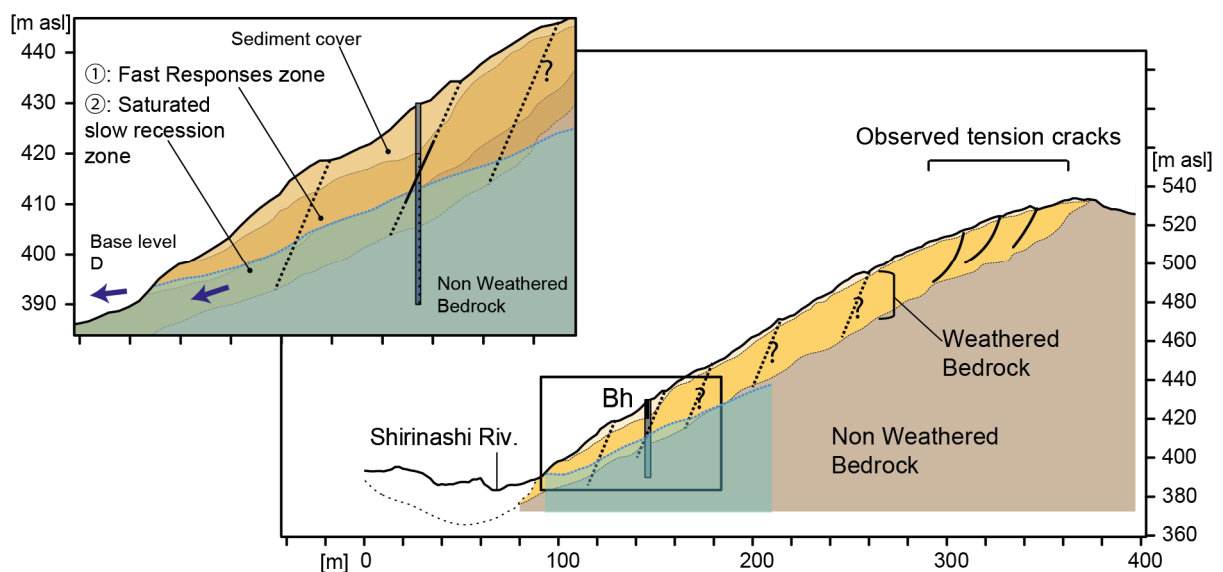 [m asl]
440
430
420
410
400
390
Sediment cover
①: Fast Responses zone
②: Saturated
slow recession
zone
?
Base level
D
Non Weathered
Bedrock
Observed tension cracks
[m asl]
540
520
500
480
460
440
420
400
380
360
?
?
?
Weathered
Bedrock
Bh
Shirinashi Riv.
Non Weathered
Bedrock
[m]
0
100
200
300
400